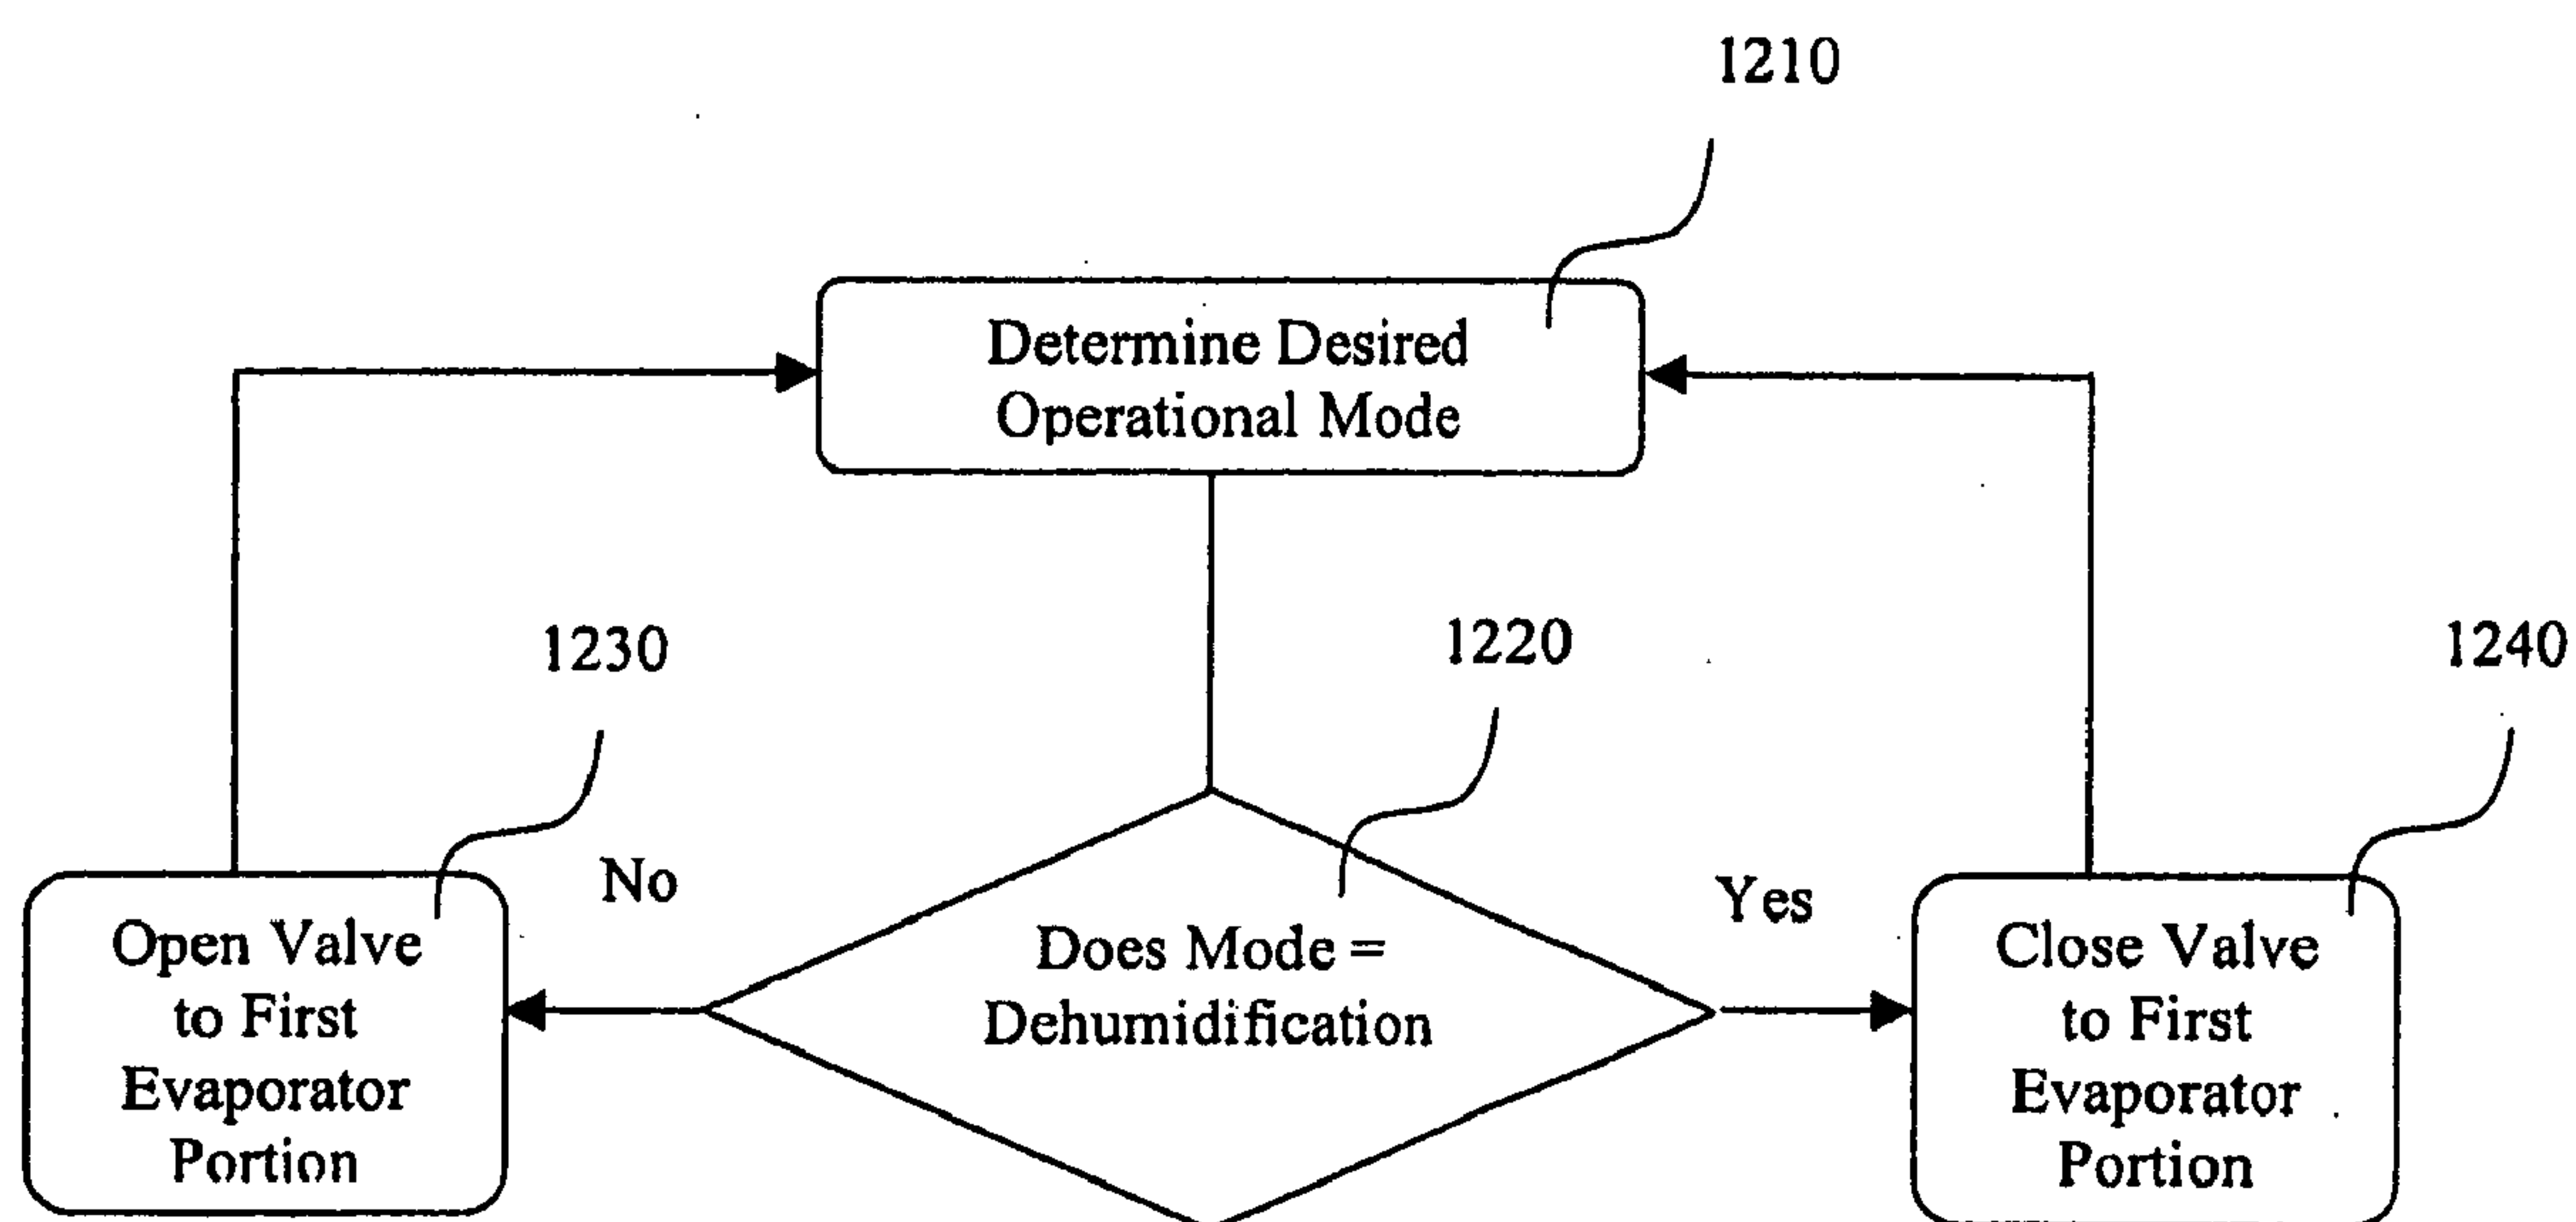 1210
Determine Desired
Operational Mode
1230
1220
1240
No
Yes
Open Valve
to First
Evaporator
Portion
Does Mode =
Dehumidification
Close Valve
to First
Evaporator
Portion